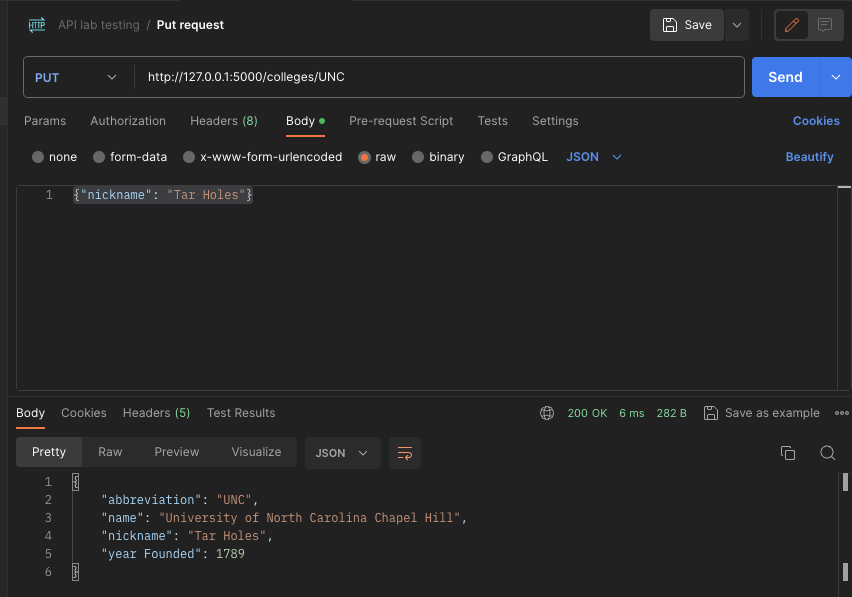 HTTP API lab testing / Put request Save
PUT http://127.0.0.1:5000/colleges/UNC Send
Params Authorization Headers (8) Body Pre-request Script Tests Settings Cookies
none form-data x-www-form-urlencoded raw binary GraphQL JSON Beautify
1 {"nickname": "Tar Holes"}
Body Cookies Headers (5) Test Results 200 OK 6 ms 282 B Save as example
Pretty Raw Preview Visualize JSON
1 {
2 "abbreviation": "UNC",
3 "name": "University of North Carolina Chapel Hill",
4 "nickname": "Tar Holes",
5 "year Founded": 1789
6 }